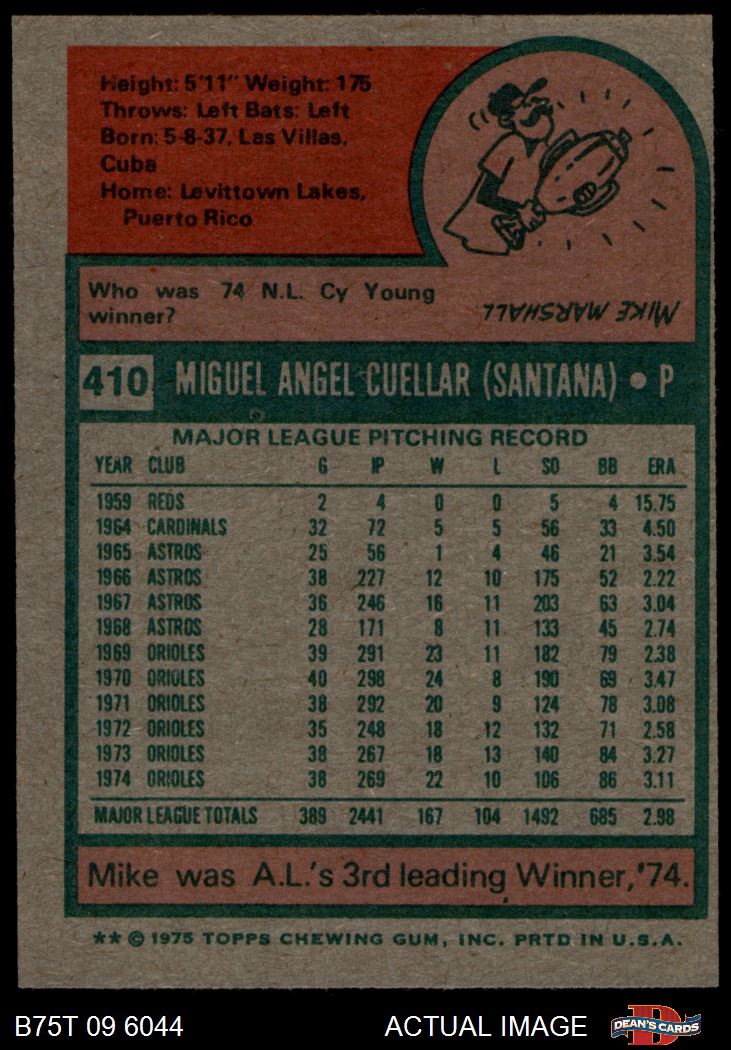 Height: 5'11" Weight: 175
Throws: Left Bats: Left
Born: 5-8-37, Las Villas,
Cuba
Home: Levittown Lakes,
Puerto Rico
Who was 74 N.L. Cy Young
winner?
MIKE MARSHALL
410 MIGUEL ANGEL CUELLAR (SANTANA) • P
MAJOR LEAGUE PITCHING RECORD
YEAR CLUB G IP W L SO BB ERA
1959 REDS 2 4 0 0 5 4 15.75
1964 CARDINALS 32 72 5 5 56 33 4.50
1965 ASTROS 25 56 1 4 46 21 3.54
1966 ASTROS 38 227 12 10 175 52 2.22
1967 ASTROS 36 246 16 11 203 63 3.04
1968 ASTROS 28 171 8 11 133 45 2.74
1969 ORIOLES 39 291 23 11 182 79 2.38
1970 ORIOLES 40 298 24 8 190 69 3.47
1971 ORIOLES 38 292 20 9 124 78 3.08
1972 ORIOLES 35 248 18 12 132 71 2.58
1973 ORIOLES 38 267 18 13 140 84 3.27
1974 ORIOLES 38 269 22 10 106 86 3.11
MAJOR LEAGUE TOTALS 389 2441 167 104 1492 685 2.98
Mike was A.L.'s 3rd leading Winner,'74.
** © 1975 TOPPS CHEWING GUM, INC. PRTD IN U.S.A.
B75T 09 6044 ACTUAL IMAGE
D
DEAN'S CARDS